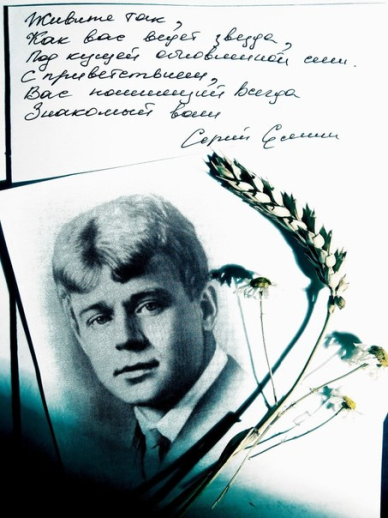 Живите так,
Как вас ведет звезда,
Под кущей обновленной сени.
С приветствием,
Вас помнящий всегда
Знакомый ваш
Сергей Есенин